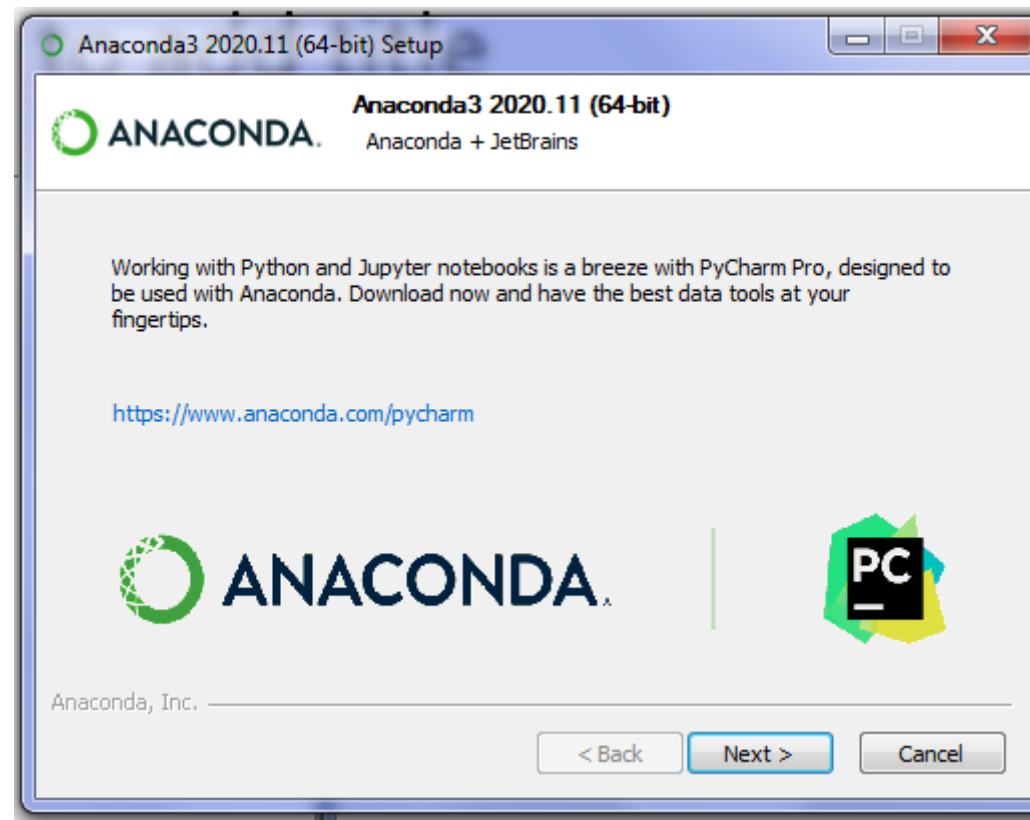 Anaconda3 2020.11 (64-bit) Setup
ANACONDA.
Anaconda3 2020.11 (64-bit)
Anaconda + JetBrains
Working with Python and Jupyter notebooks is a breeze with PyCharm Pro, designed to
be used with Anaconda. Download now and have the best data tools at your
fingertips.
https://www.anaconda.com/pycharm
ANACONDA.
PC
Anaconda, Inc.
< Back
Next >
Cancel